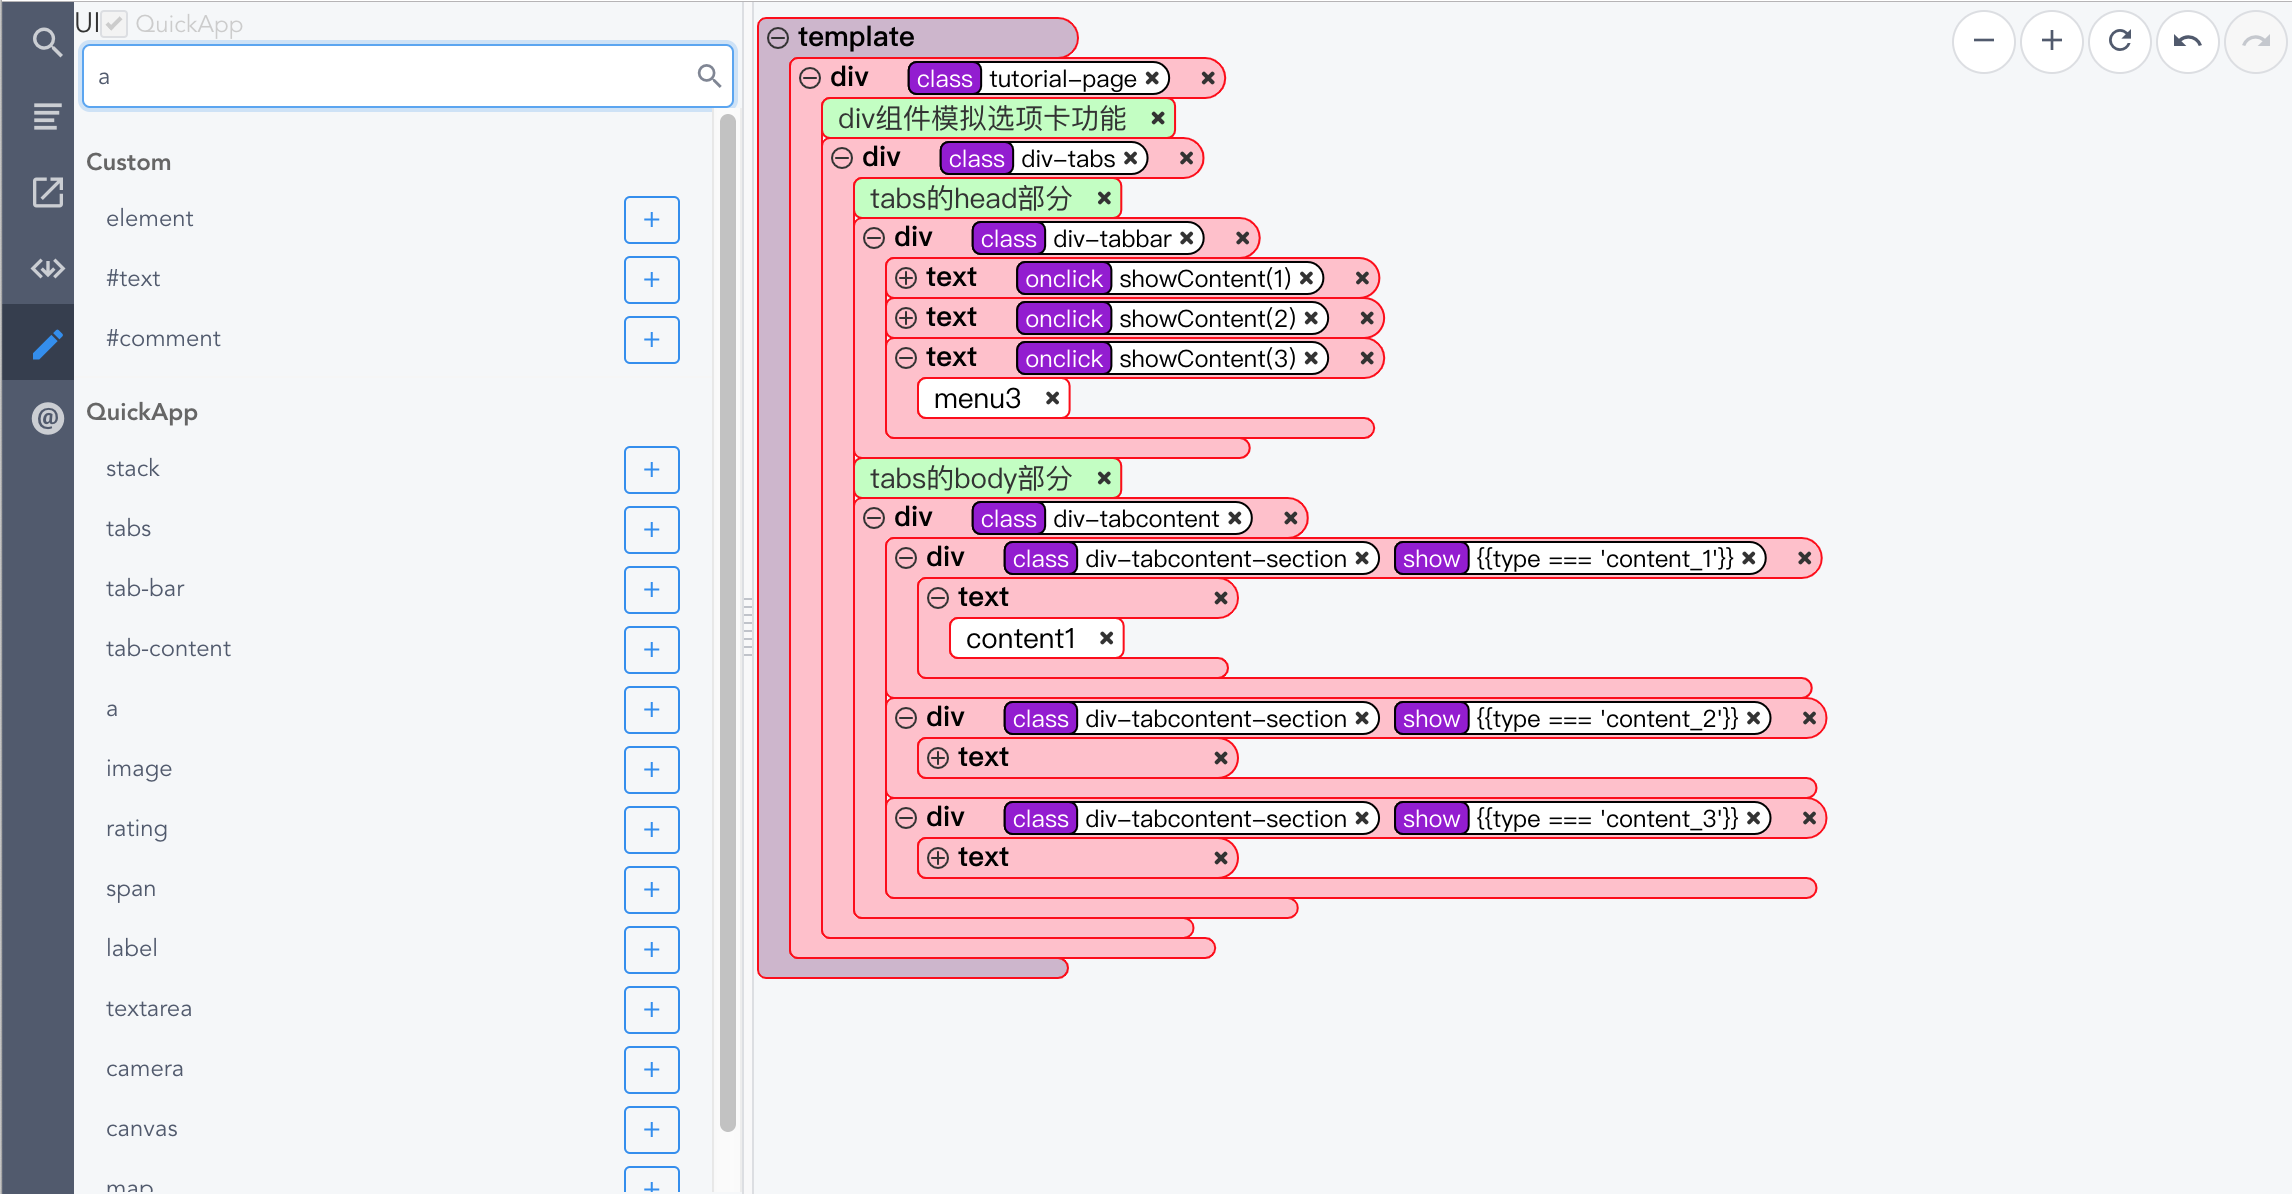 UI QuickApp
a
Custom
element
#text
#comment
QuickApp
stack
tabs
tab-bar
tab-content
a
image
rating
span
label
textarea
camera
canvas
map
template
div class tutorial-page
div组件模拟选项卡功能
div class div-tabs
tabs的head部分
div class div-tabbar
text onclick showContent(1)
text onclick showContent(2)
text onclick showContent(3)
menu3
tabs的body部分
div class div-tabcontent
div class div-tabcontent-section show {{type === 'content_1'}}
text
content1
div class div-tabcontent-section show {{type === 'content_2'}}
text
div class div-tabcontent-section show {{type === 'content_3'}}
text